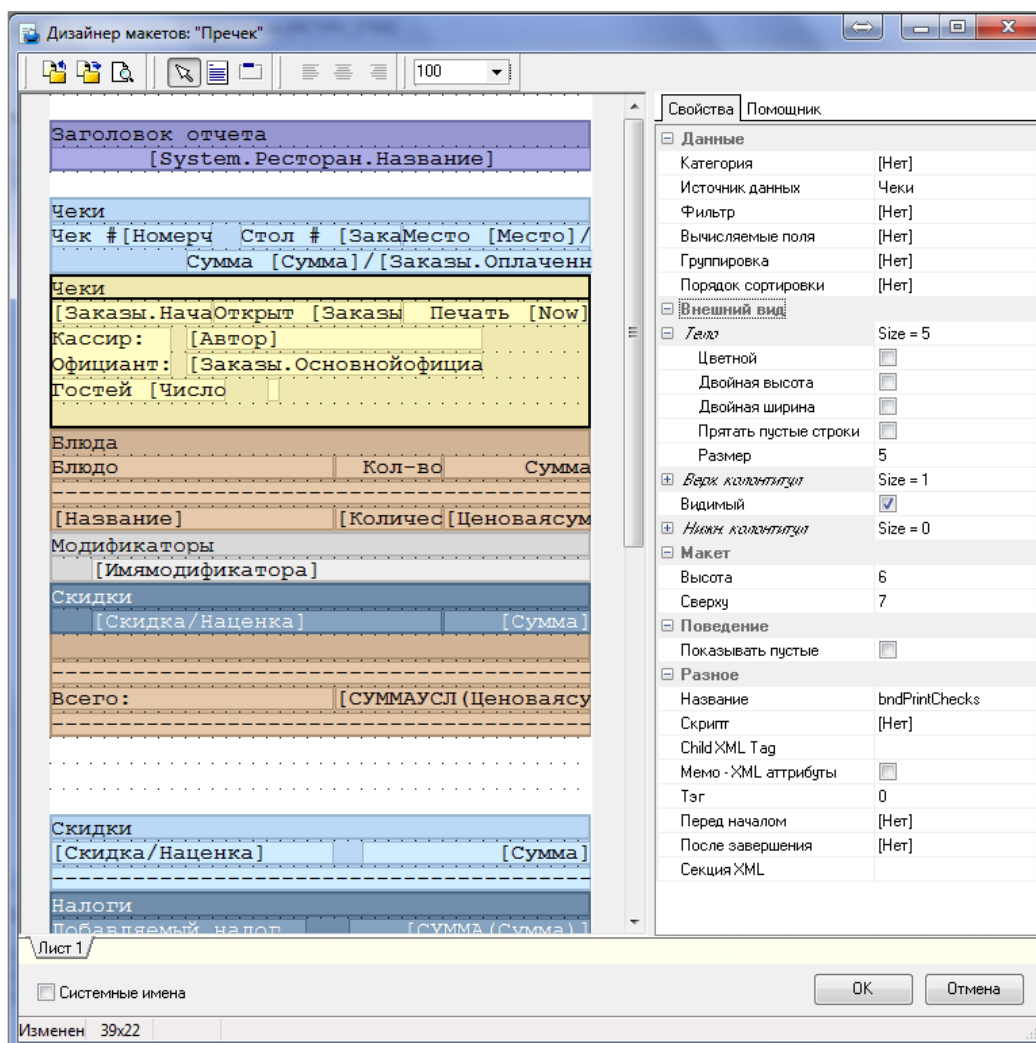 Дизайнер макетов: "Пречек"
100
Заголовок отчета
[System.Ресторан.Название]
Чеки
Чек #[Номерч Стол # [ЗакаМесто [Место]/
Сумма [Сумма]/[Заказы.Оплаченн
Чеки
[Заказы.НачаОткрыт [Заказы Печать [Now]
Кассир: [Автор]
Официант: [Заказы.Основнойофициа
Гостей [Число
Блюда
Блюдо Кол-во Сумма
[Название] [Количес[Ценоваясум
Модификаторы
[Имямодификатора]
Скидки
[Скидка/Наценка] [Сумма]
Всего: [СУММАУСЛ(Ценоваясу
Скидки
[Скидка/Наценка] [Сумма]
Налоги
Добавляемый налог [СУММА(Сумма)]
Лист 1
Свойства Помощник
Данные
Категория [Нет]
Источник данных Чеки
Фильтр [Нет]
Вычисляемые поля [Нет]
Группировка [Нет]
Порядок сортировки [Нет]
Внешний вид
Тело Size = 5
Цветной
Двойная высота
Двойная ширина
Прятать пустые строки
Размер 5
Верх колонтитул Size = 1
Видимый
Нижн колонтитул Size = 0
Макет
Высота 6
Сверху 7
Поведение
Показывать пустые
Разное
Название bndPrintChecks
Скрипт [Нет]
Child XML Tag
Мемо - XML аттрибуты
Тэг 0
Перед началом [Нет]
После завершения [Нет]
Секция XML
Системные имена
OK Отмена
Изменен 39x22